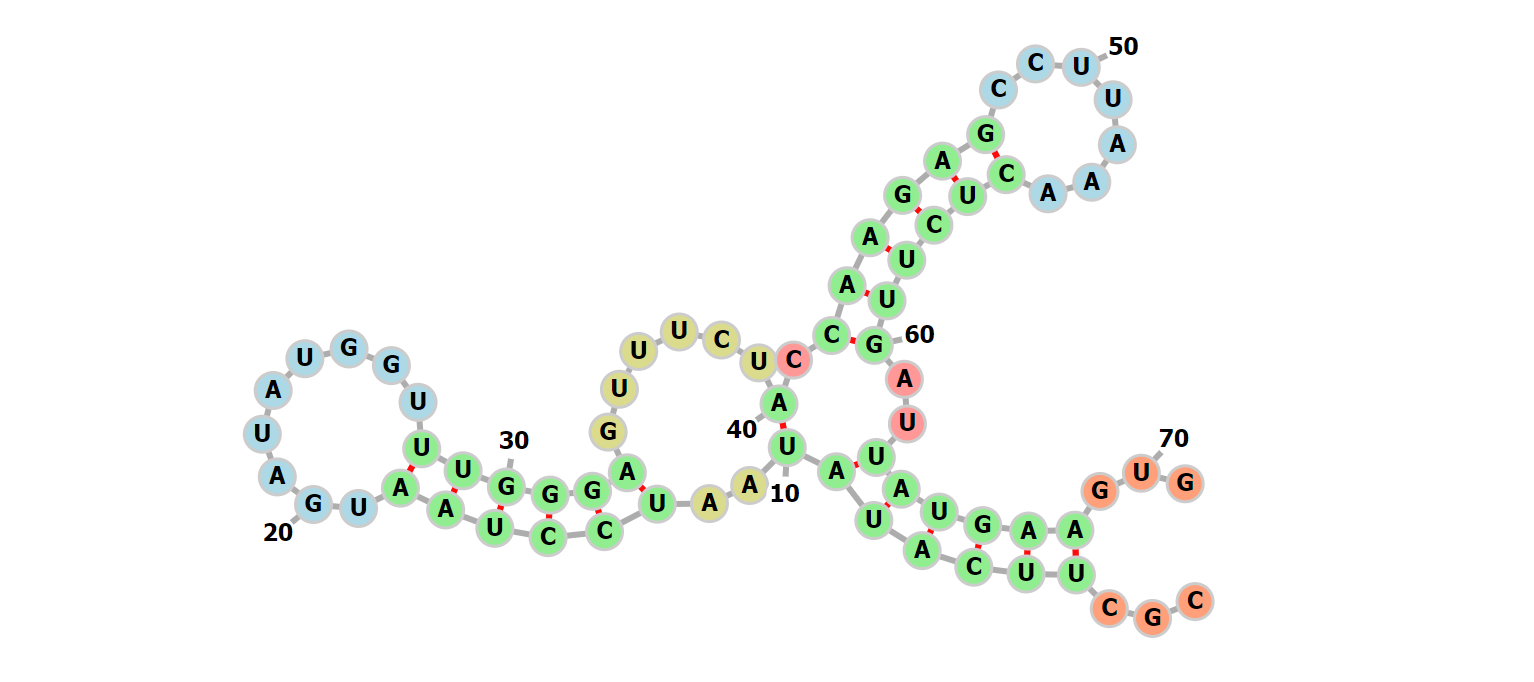 C G C U U C A U A U
10
A A U C C U A A U G
20
A U A U G G U U U G
30
G G A G U U U C U A
40
C C A A G A G C C U
50
U A A A C U C U U G
60
A U U A U G A A G U
70
G